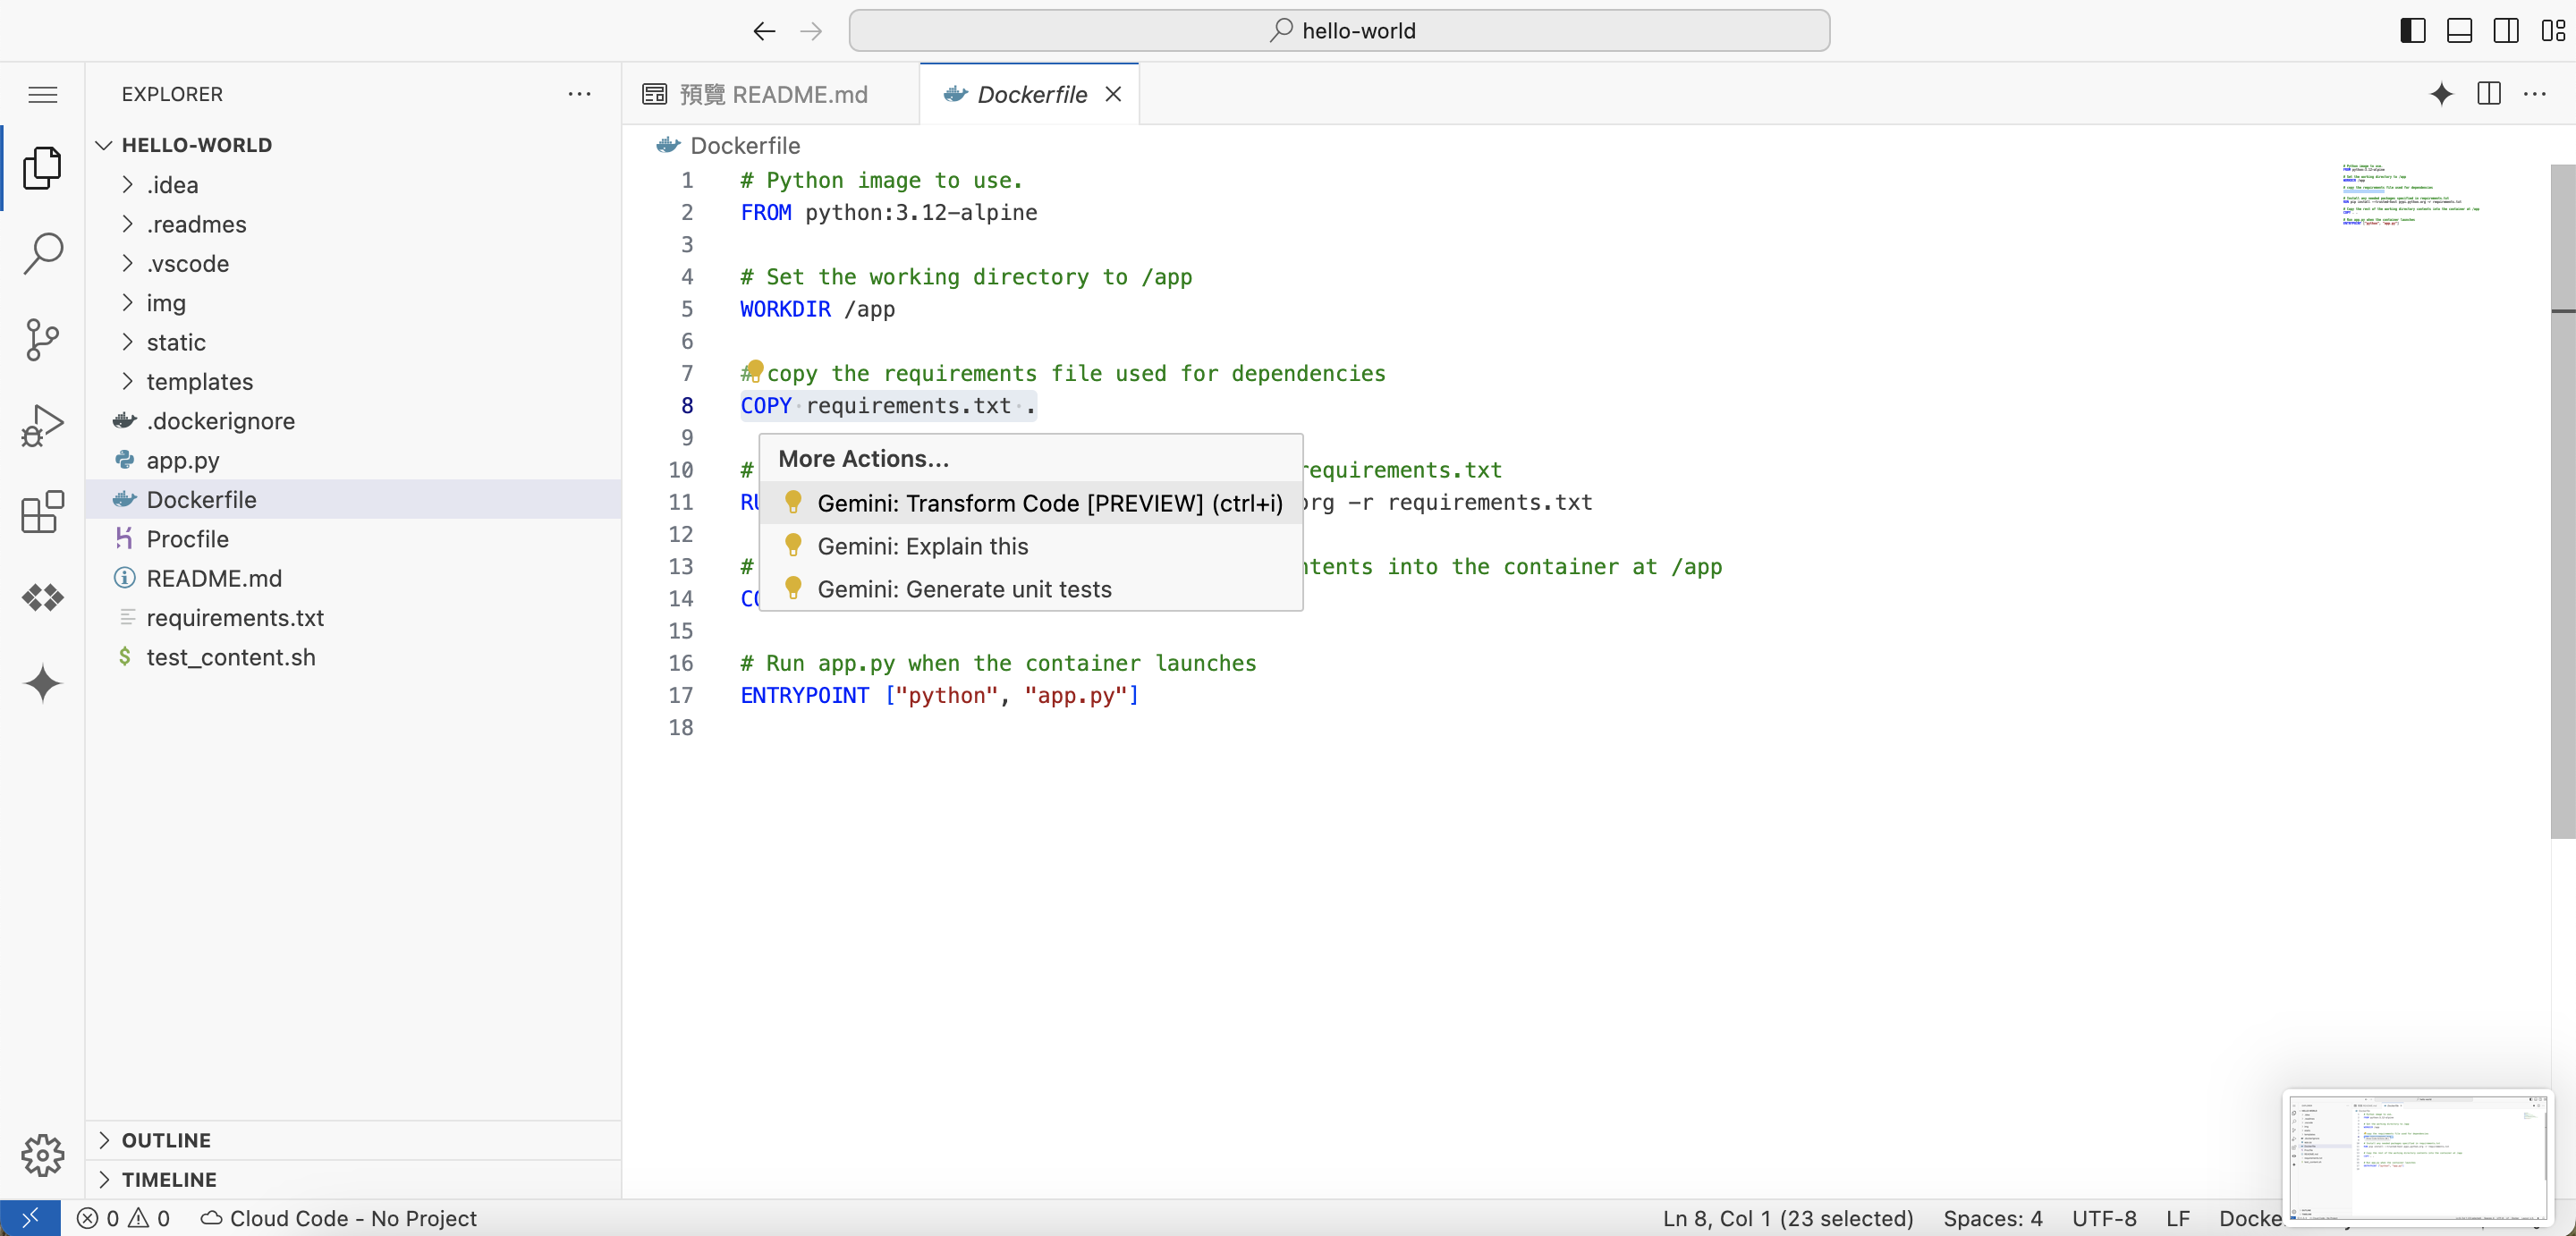 hello-world
EXPLORER
預覽 README.md
Dockerfile
HELLO-WORLD
.idea
.readmes
.vscode
img
static
templates
.dockerignore
app.py
Dockerfile
Procfile
README.md
requirements.txt
test_content.sh
OUTLINE
TIMELINE
Dockerfile
1 # Python image to use.
2 FROM python:3.12-alpine
3
4 # Set the working directory to /app
5 WORKDIR /app
6
7 # copy the requirements file used for dependencies
8 COPY requirements.txt .
9
10 # requirements.txt
11 RU org -r requirements.txt
12
13 # ntents into the container at /app
14 CO
15
16 # Run app.py when the container launches
17 ENTRYPOINT ["python", "app.py"]
18
More Actions...
Gemini: Transform Code [PREVIEW] (ctrl+i)
Gemini: Explain this
Gemini: Generate unit tests
0 0 Cloud Code - No Project
Ln 8, Col 1 (23 selected) Spaces: 4 UTF-8 LF Docke